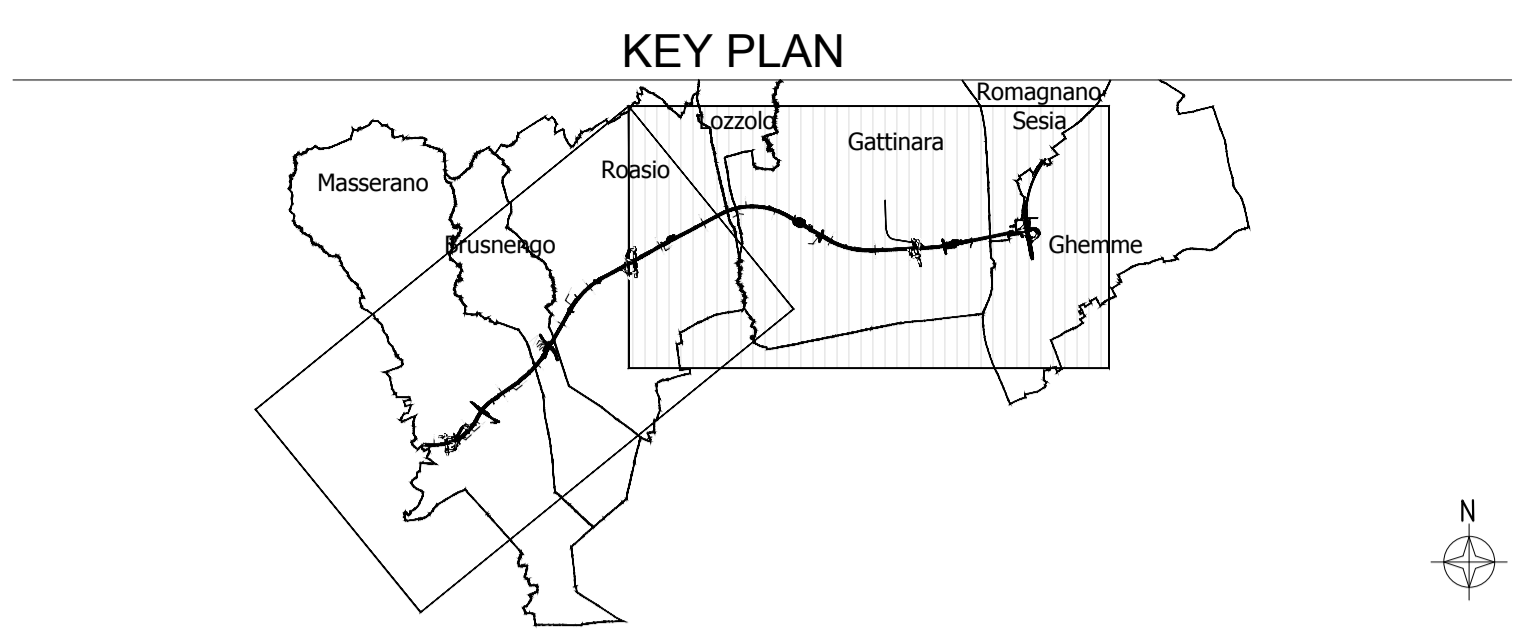 KEY PLAN
Romagnano
Sesia
Lozzolo
Gattinara
Roasio
Masserano
Brusnengo
Ghemme
N